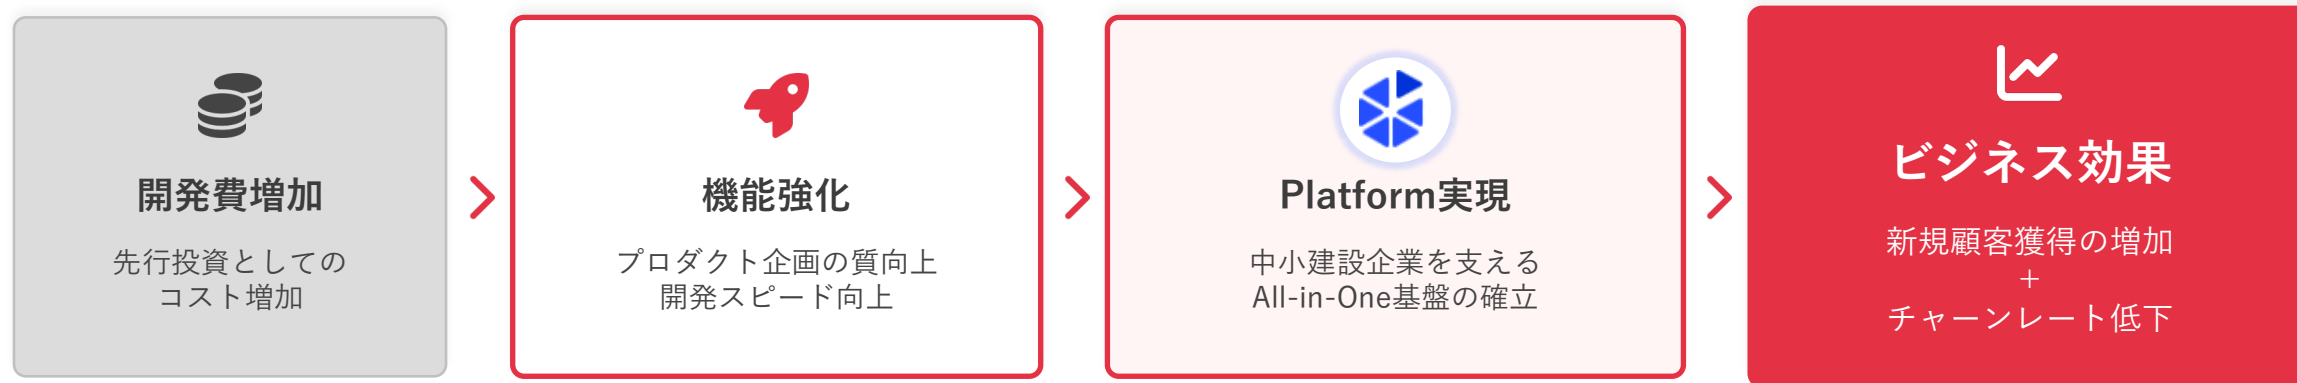 開発費増加
先行投資としての
コスト増加
機能強化
プロダクト企画の質向上
開発スピード向上
Platform実現
中小建設企業を支える
All-in-One基盤の確立
ビジネス効果
新規顧客獲得の増加
+
チャーンレート低下